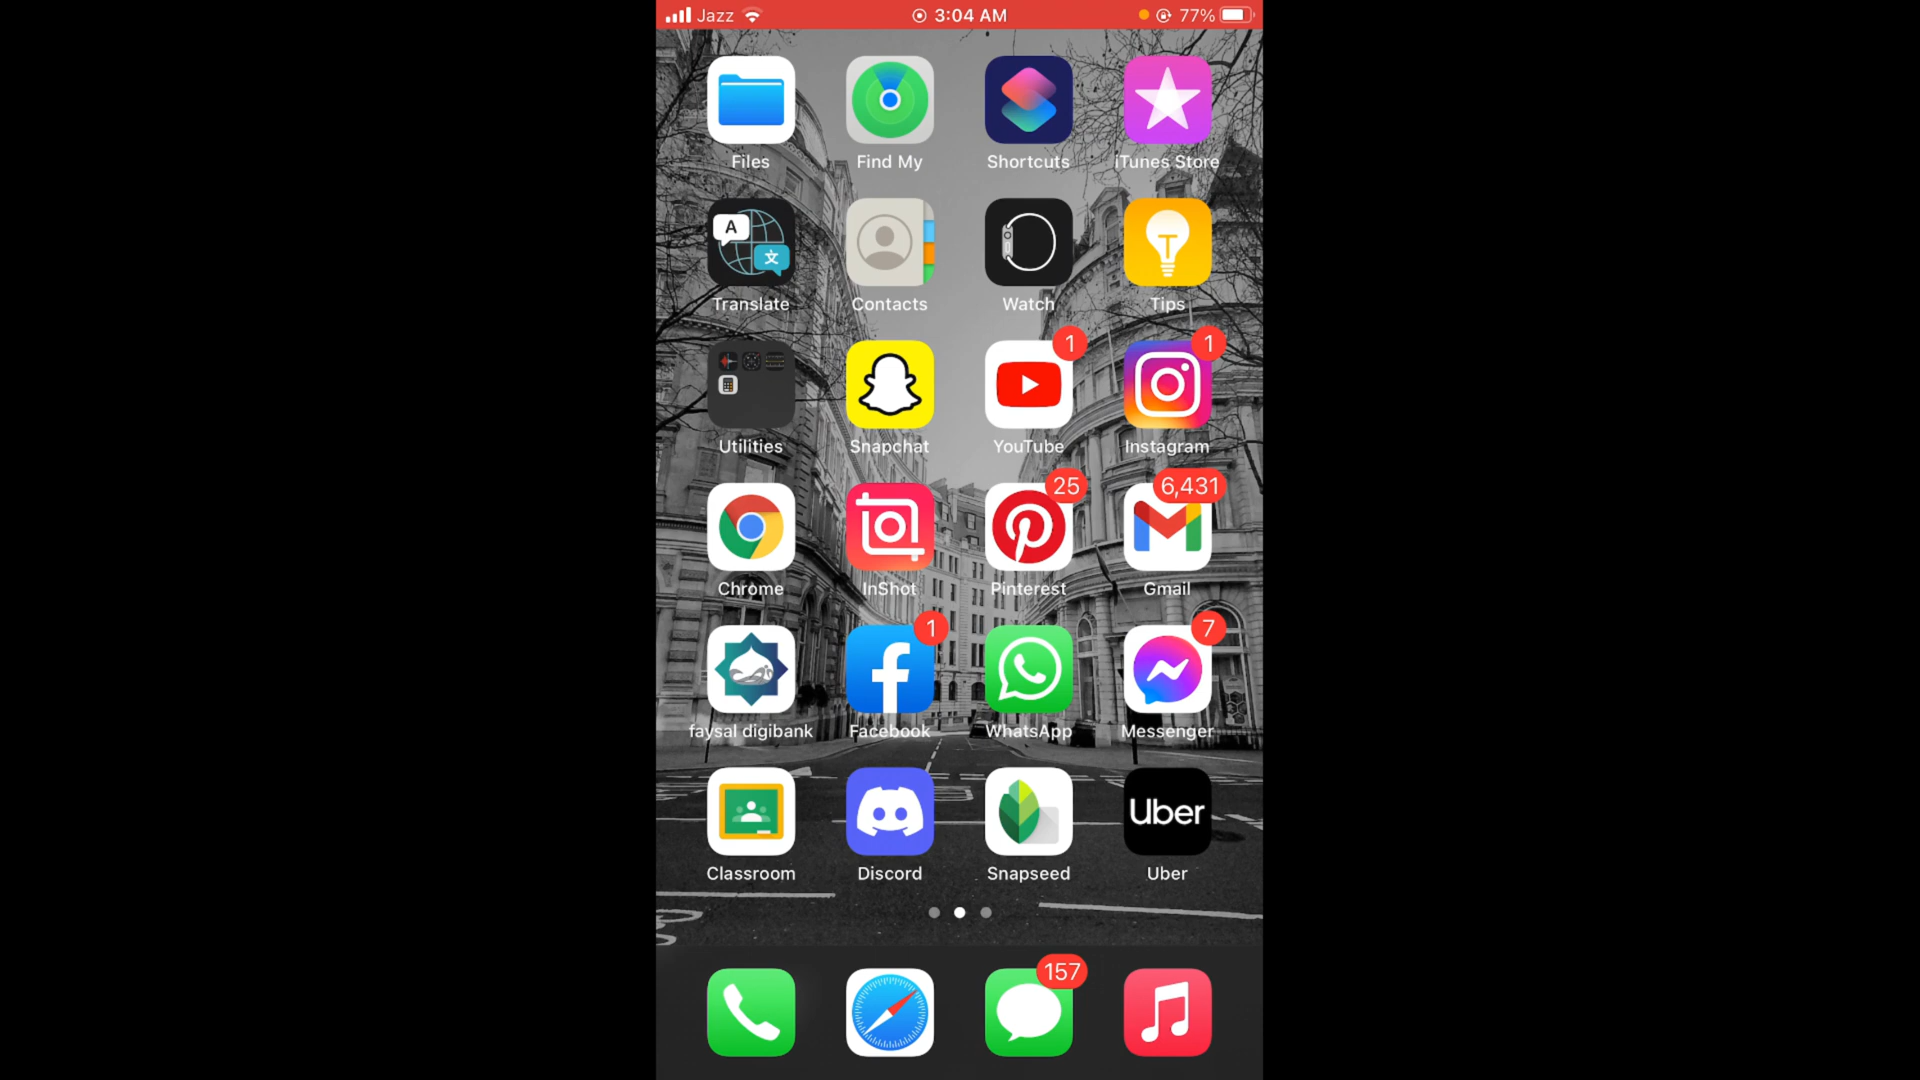 Jazz 3:04 AM 77%
Files Find My Shortcuts iTunes Store
A 文
Translate Contacts Watch Tips
1 1
Utilities Snapchat YouTube Instagram
25 6,431
Chrome InShot Pinterest Gmail
1 7
faysal digibank Facebook WhatsApp Messenger
Uber
Classroom Discord Snapseed Uber
157